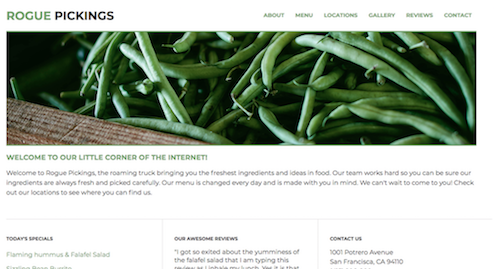 ROGUE PICKINGS
ABOUT MENU LOCATIONS GALLERY REVIEWS CONTACT
WELCOME TO OUR LITTLE CORNER OF THE INTERNET!
Welcome to Rogue Pickings, the roaming truck bringing you the freshest ingredients and ideas in food. Our team works hard so you can be sure our
ingredients are always fresh and picked carefully. Our menu is changed every day and is made with you in mind. We can't wait to come to you! Check
out our locations to see where you can find us.
TODAY'S SPECIALS
Flaming hummus & Falafel Salad
OUR AWESOME REVIEWS
"I got so excited about the yumminess of
the falafel salad that I am typing this
review as I inhale my lunch. Yes it is that
CONTACT US
1001 Potrero Avenue
San Francisca, CA 94110